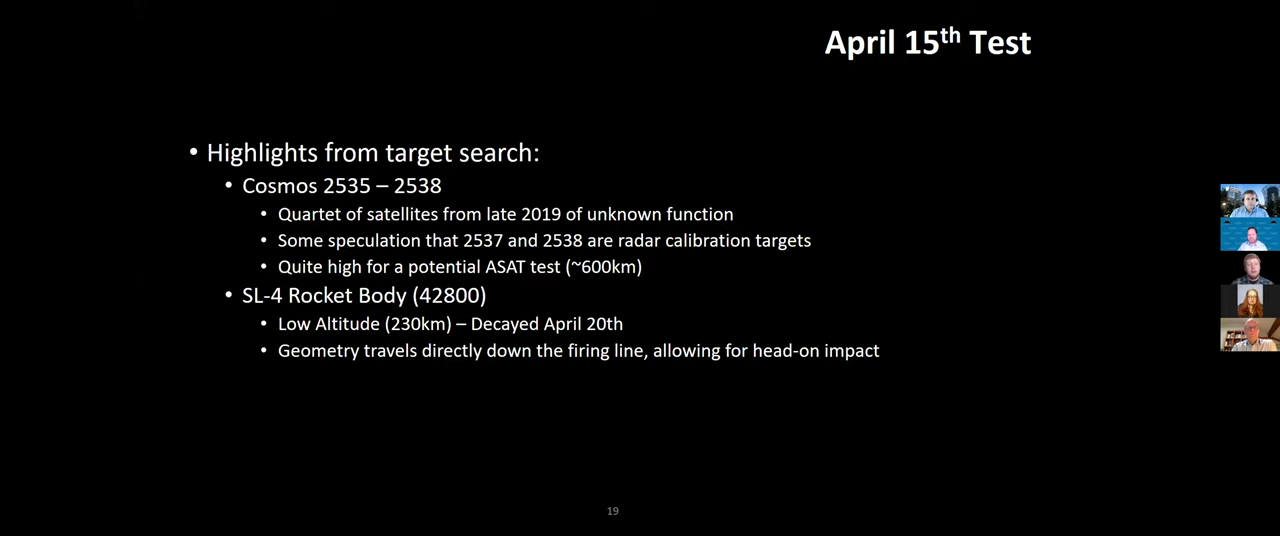 April 15th Test
• Highlights from target search:
• Cosmos 2535 – 2538
• Quartet of satellites from late 2019 of unknown function
• Some speculation that 2537 and 2538 are radar calibration targets
• Quite high for a potential ASAT test (~600km)
• SL-4 Rocket Body (42800)
• Low Altitude (230km) – Decayed April 20th
• Geometry travels directly down the firing line, allowing for head-on impact
19